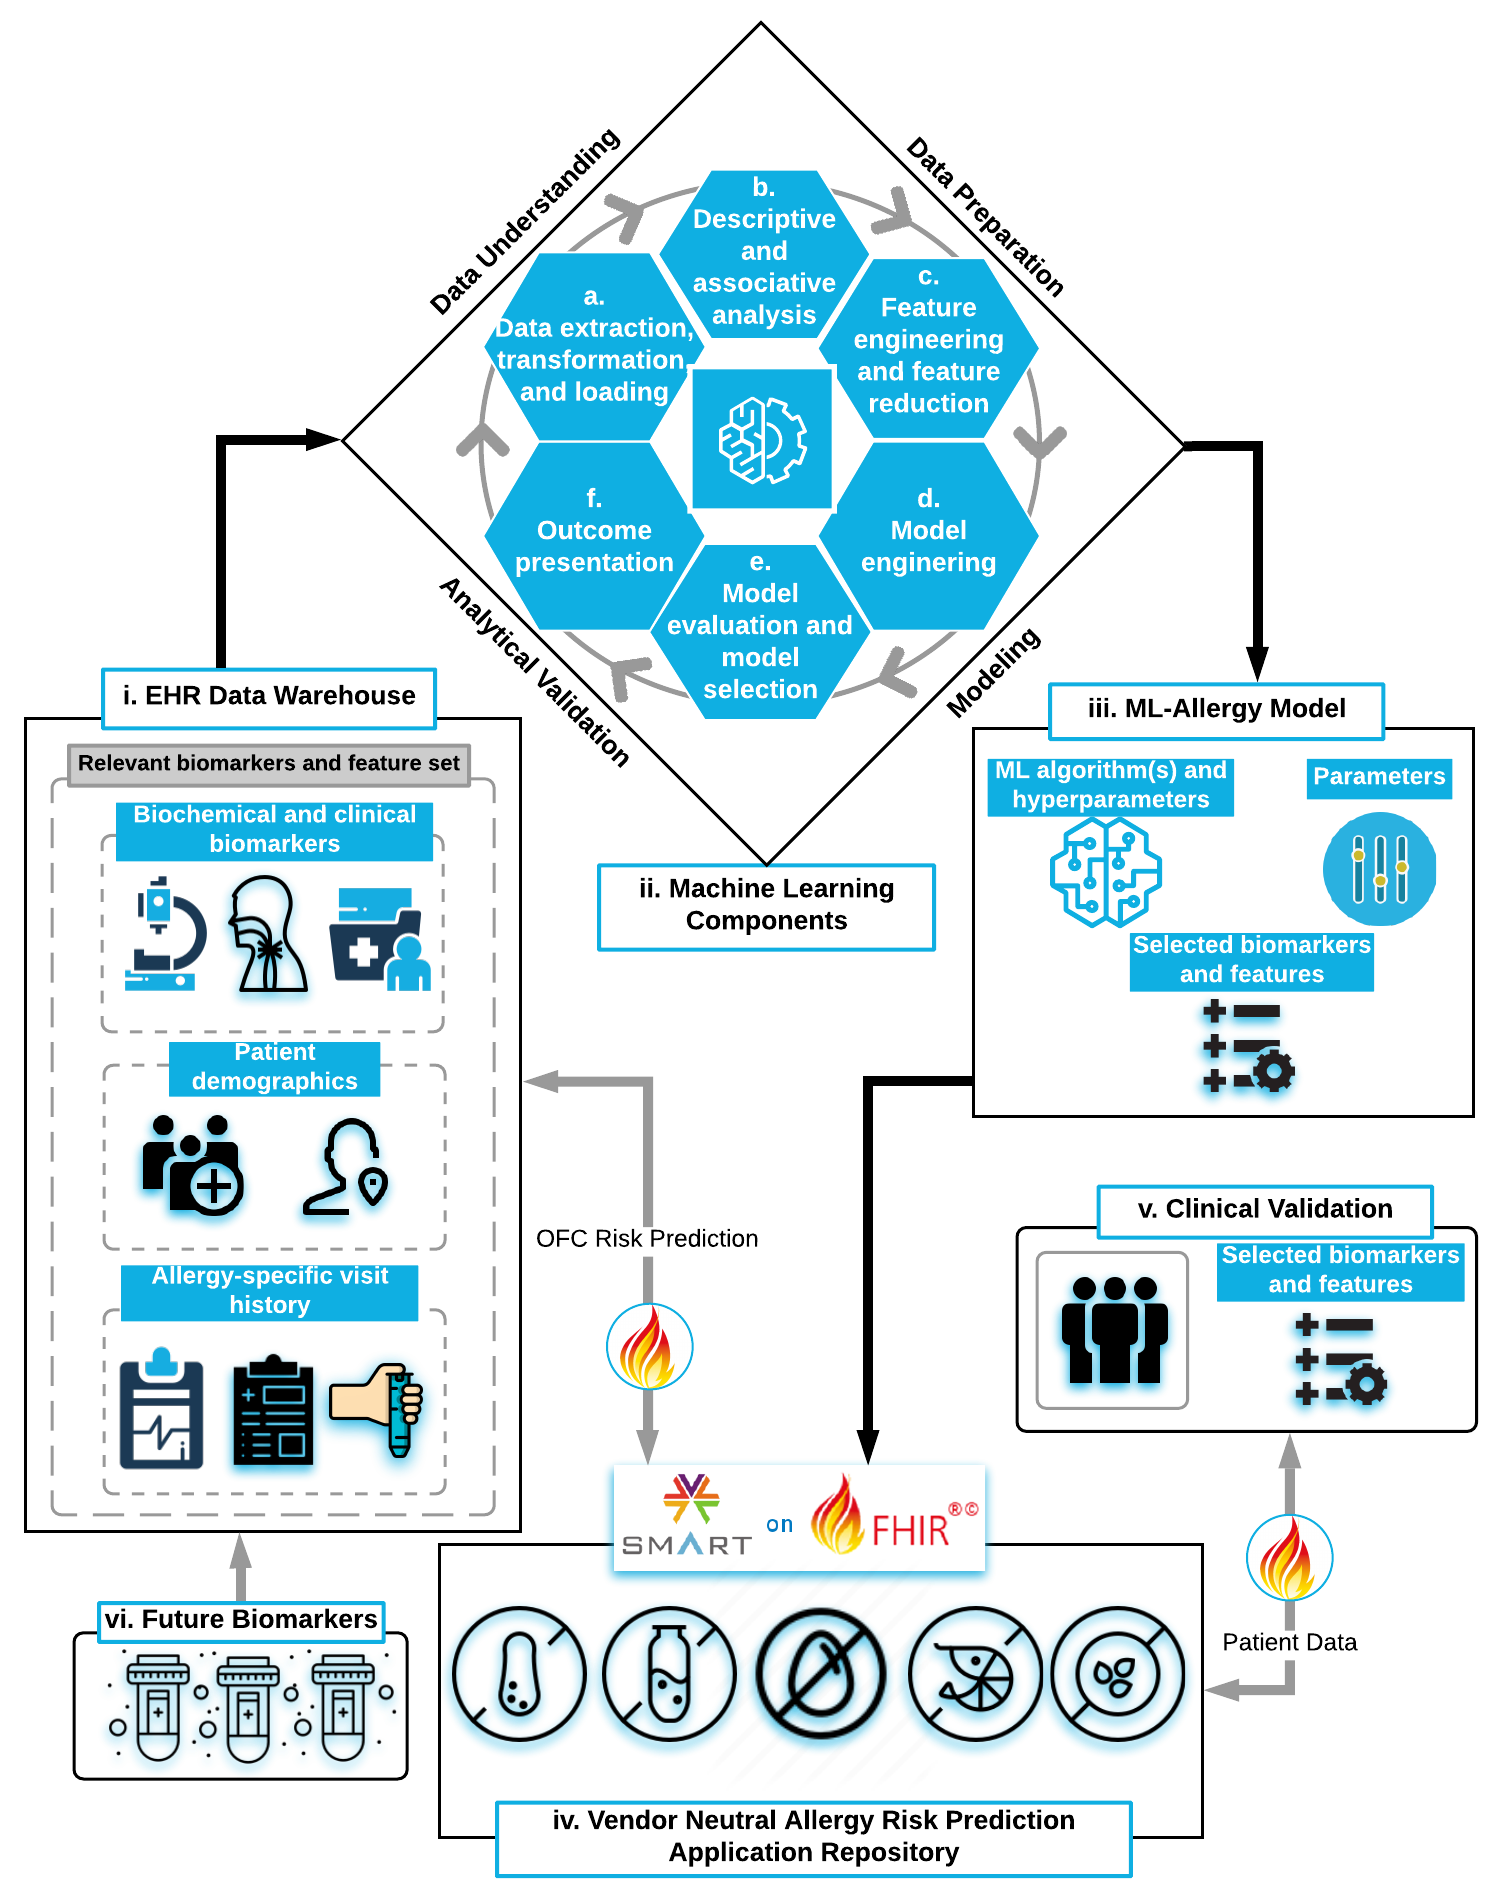 Data Understanding
Data Preparation
b.
Descriptive
and
associative
analysis
a.
Data extraction,
transformation,
and loading
c.
Feature
engineering
and feature
reduction
f.
Outcome
presentation
d.
Model
enginering
e.
Model
evaluation and
model
selection
Analytical Validation
Modeling
i. EHR Data Warehouse
Relevant biomarkers and feature set
Biochemical and clinical
biomarkers
Patient
demographics
Allergy-specific visit
history
ii. Machine Learning
Components
iii. ML-Allergy Model
ML algorithm(s) and
hyperparameters
Parameters
Selected biomarkers
and features
OFC Risk Prediction
v. Clinical Validation
Selected biomarkers
and features
SMART on FHIR®©
Patient Data
vi. Future Biomarkers
iv. Vendor Neutral Allergy Risk Prediction
Application Repository